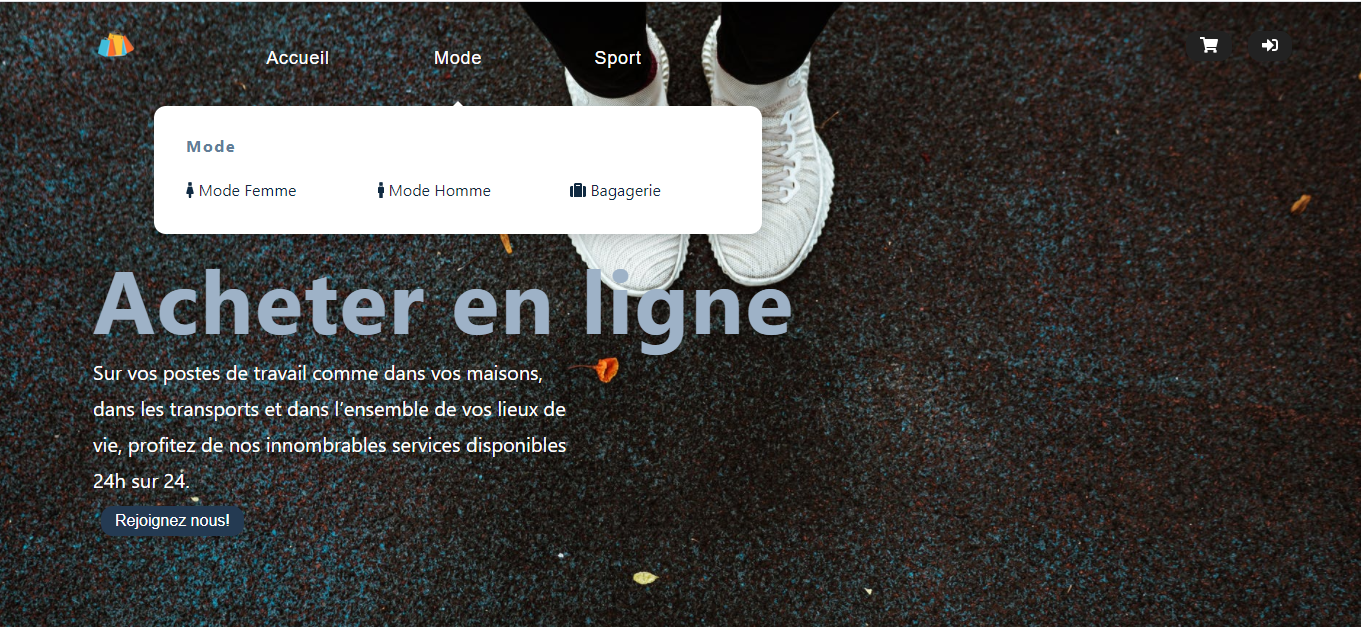 Accueil Mode Sport
Mode
Mode Femme Mode Homme Bagagerie
Acheter en ligne
Sur vos postes de travail comme dans vos maisons,
dans les transports et dans l’ensemble de vos lieux de
vie, profitez de nos innombrables services disponibles
24h sur 24.
Rejoignez nous!